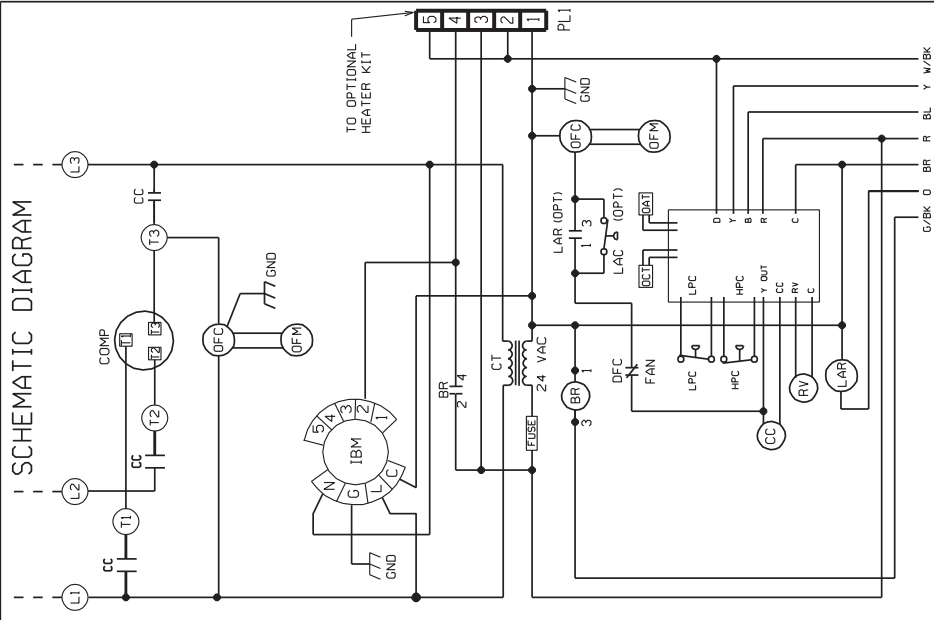 SCHEMATIC DIAGRAM
L1
L2
L3
CC
T1
CC
T2
CC
T3
COMP
T1
T2
T3
OFC
OFM
GND
IBM
5
4
3
2
1
N
G
L
C
GND
BR
2
4
CT
24 VAC
FUSE
TO OPTIONAL
HEATER KIT
5
4
3
2
1
PL1
GND
OFC
OFM
LAR (OPT)
1
3
LAC (OPT)
BR
1
3
DFC
FAN
OCT
OAT
LPC
HPC
Y OUT
CC
RV
C
D
Y
B
R
C
LPC
HPC
CC
RV
LAR
W/BK
Y
BL
R
BR
O
G/BK